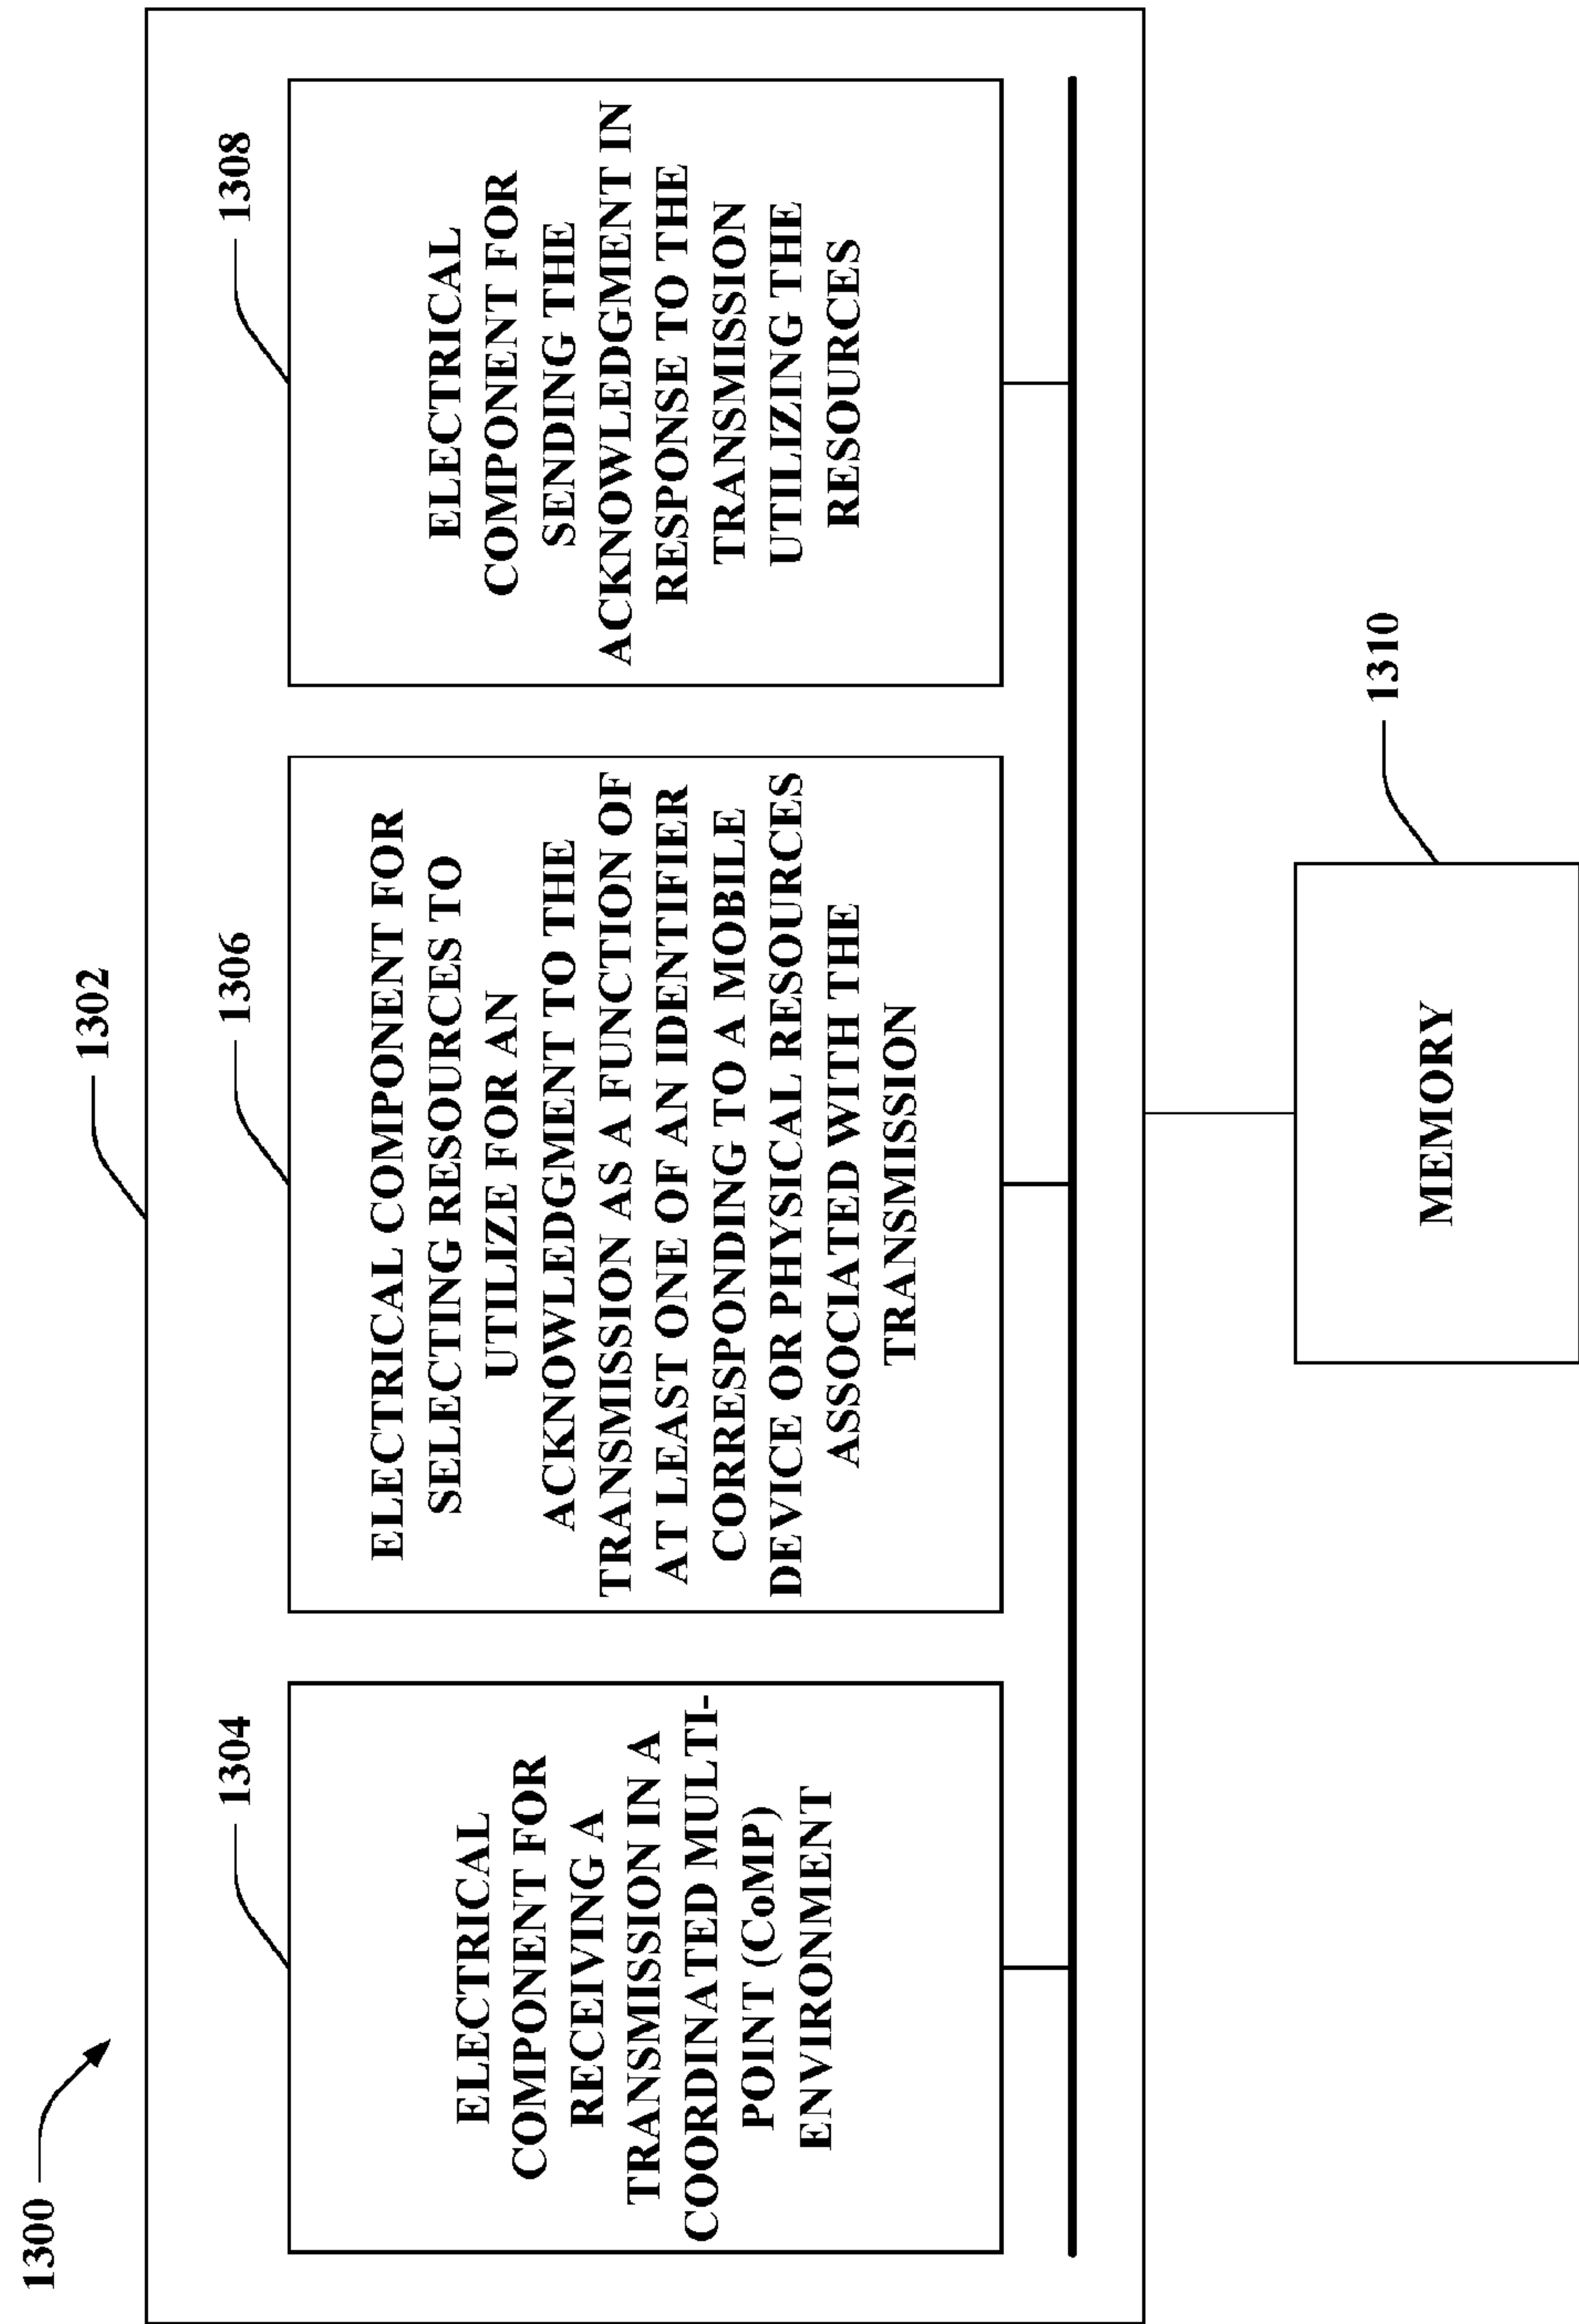 1300
1302
1304
ELECTRICAL
COMPONENT FOR
RECEIVING A
TRANSMISSION IN A
COORDINATED MULTI-
POINT (CoMP)
ENVIRONMENT
1306
ELECTRICAL COMPONENT FOR
SELECTING RESOURCES TO
UTILIZE FOR AN
ACKNOWLEDGMENT TO THE
TRANSMISSION AS A FUNCTION OF
AT LEAST ONE OF AN IDENTIFIER
CORRESPONDING TO A MOBILE
DEVICE OR PHYSICAL RESOURCES
ASSOCIATED WITH THE
TRANSMISSION
1308
ELECTRICAL
COMPONENT FOR
SENDING THE
ACKNOWLEDGMENT IN
RESPONSE TO THE
TRANSMISSION
UTILIZING THE
RESOURCES
1310
MEMORY